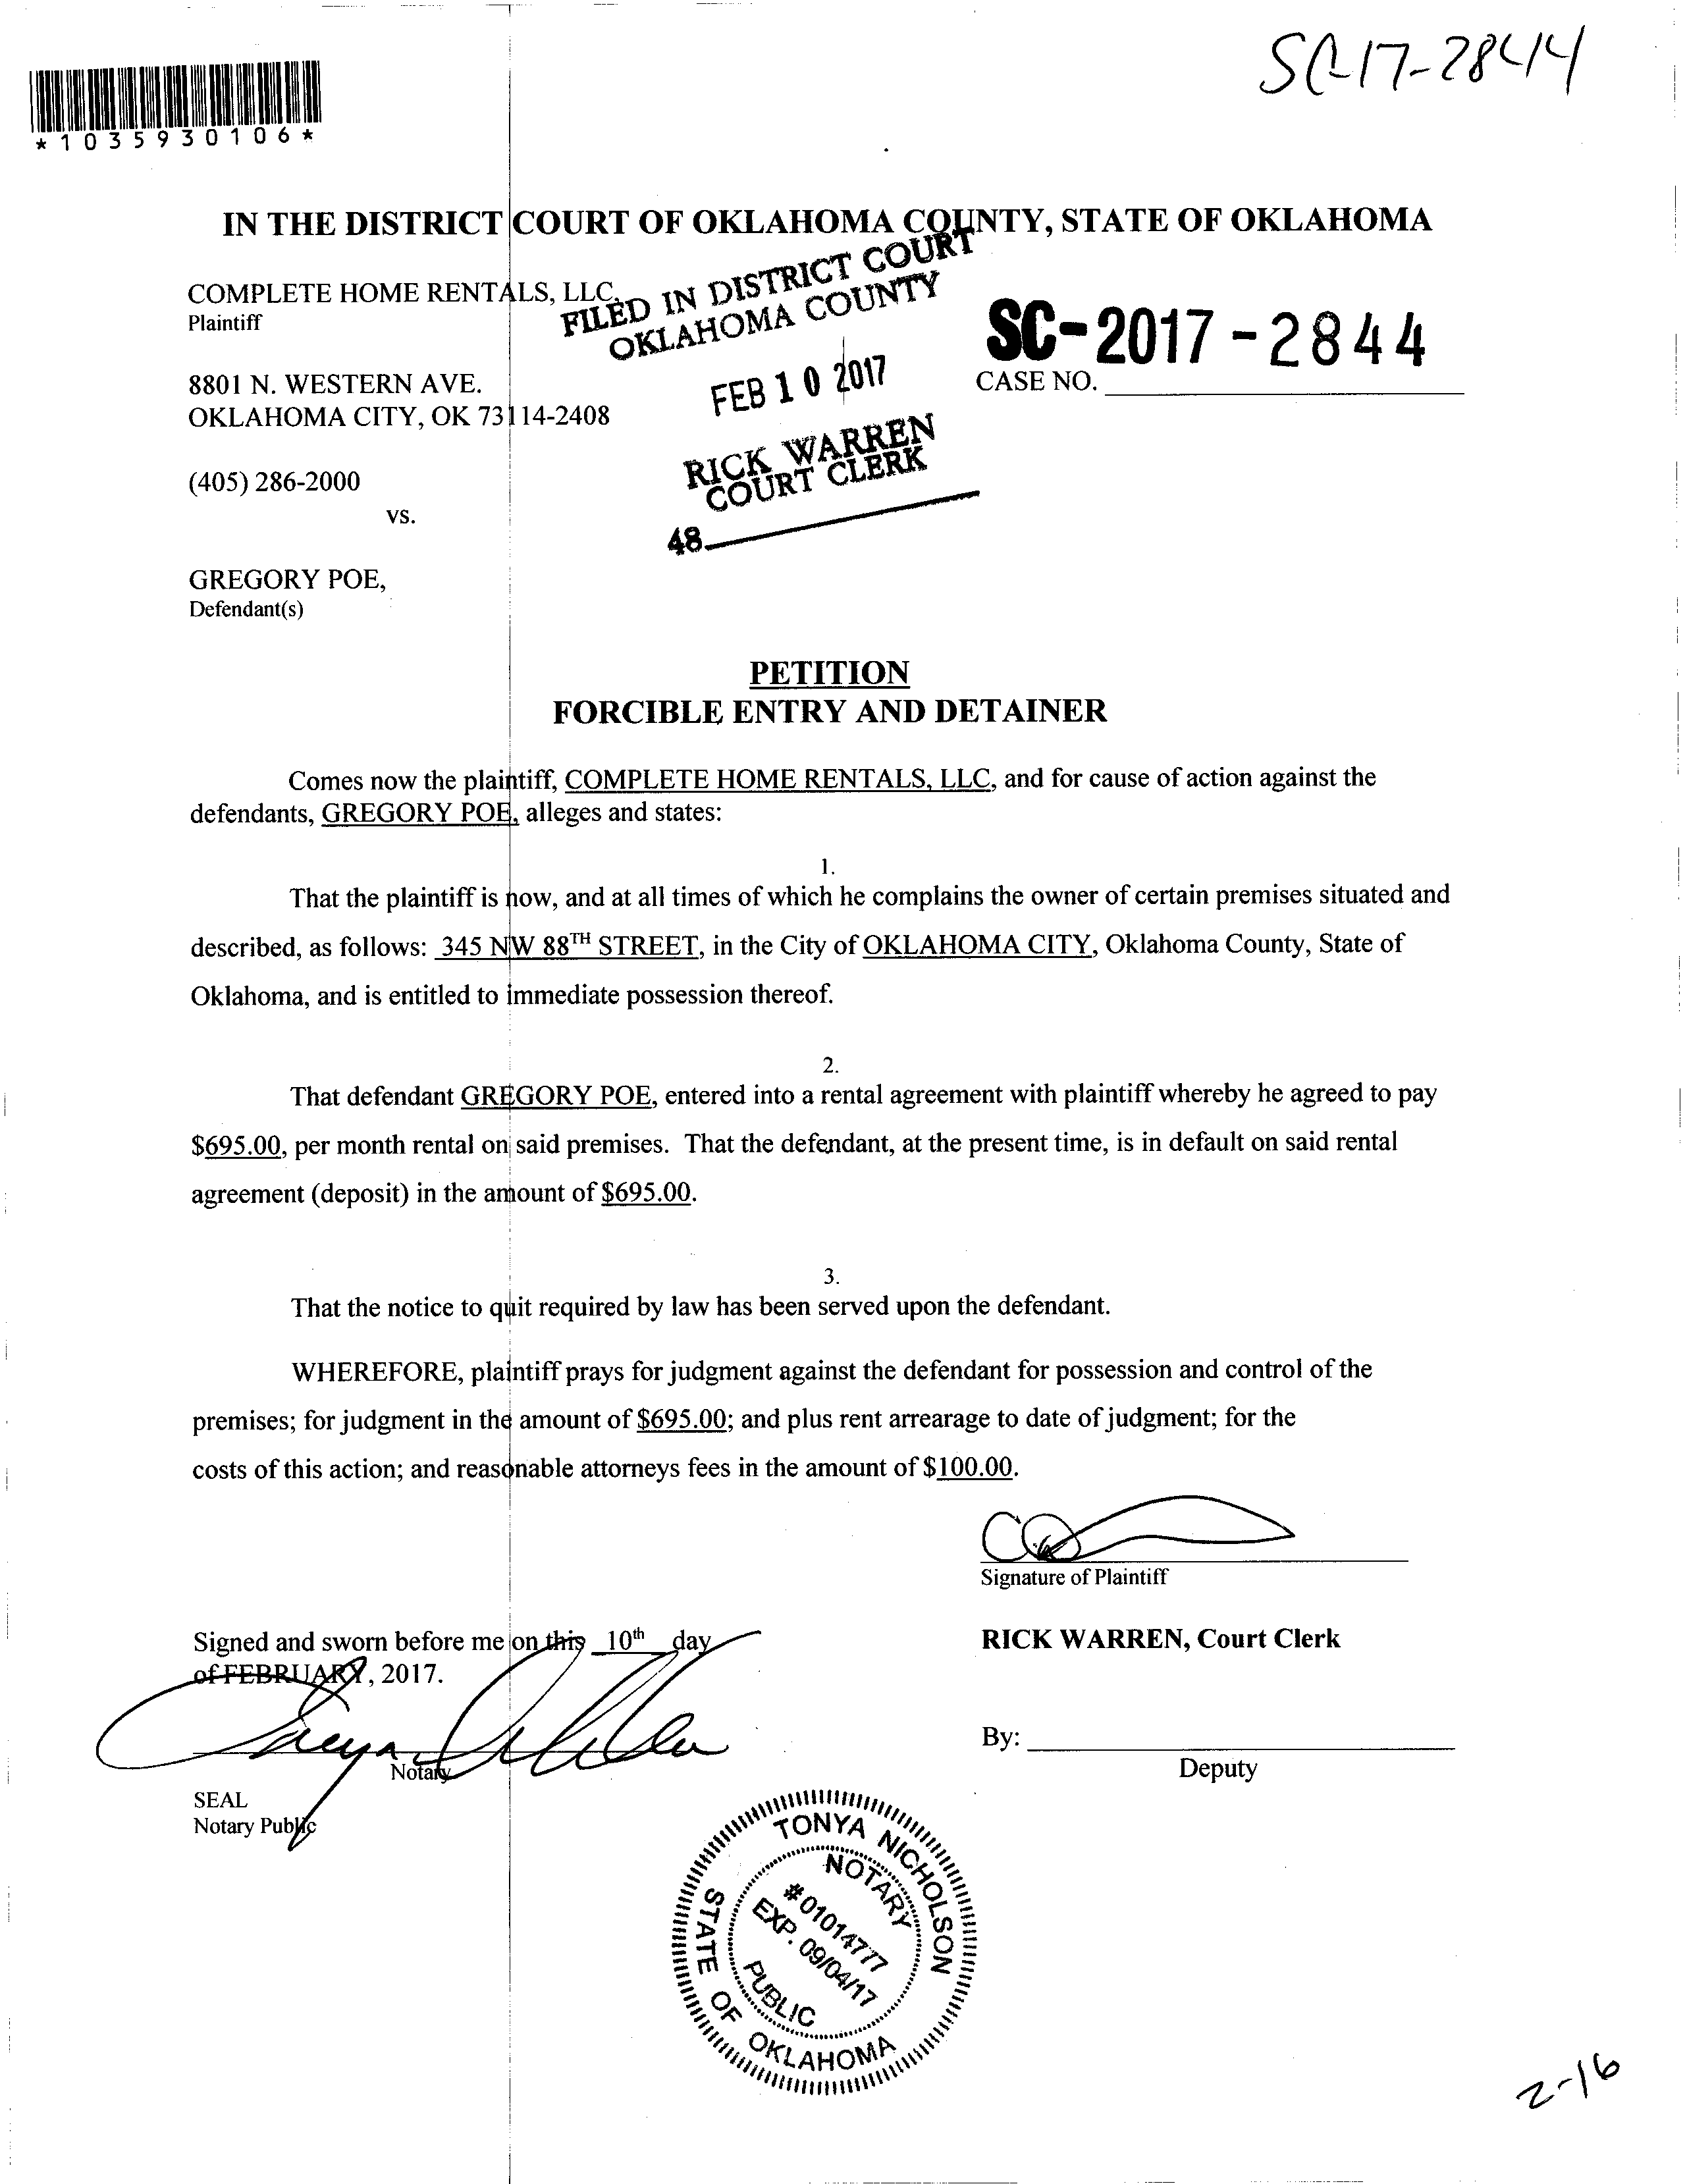 SC-17-2844
*1035930106*
IN THE DISTRICT COURT OF OKLAHOMA COUNTY, STATE OF OKLAHOMA
COMPLETE HOME RENTALS, LLC,
Plaintiff
FILED IN DISTRICT COURT
OKLAHOMA COUNTY
FEB 10 2017
RICK WARREN
COURT CLERK
48
SC-2017-2844
CASE NO.
8801 N. WESTERN AVE.
OKLAHOMA CITY, OK 73114-2408
(405) 286-2000
vs.
GREGORY POE,
Defendant(s)
PETITION
FORCIBLE ENTRY AND DETAINER
Comes now the plaintiff, COMPLETE HOME RENTALS, LLC, and for cause of action against the
defendants, GREGORY POE, alleges and states:
1.
That the plaintiff is now, and at all times of which he complains the owner of certain premises situated and
described, as follows: 345 NW 88TH STREET, in the City of OKLAHOMA CITY, Oklahoma County, State of
Oklahoma, and is entitled to immediate possession thereof.
2.
That defendant GREGORY POE, entered into a rental agreement with plaintiff whereby he agreed to pay
$695.00, per month rental on said premises. That the defendant, at the present time, is in default on said rental
agreement (deposit) in the amount of $695.00.
3.
That the notice to quit required by law has been served upon the defendant.
WHEREFORE, plaintiff prays for judgment against the defendant for possession and control of the
premises; for judgment in the amount of $695.00; and plus rent arrearage to date of judgment; for the
costs of this action; and reasonable attorneys fees in the amount of $100.00.
Signature of Plaintiff
Signed and sworn before me on this 10th day
of FEBRUARY, 2017.
RICK WARREN, Court Clerk
Notary
By:
Deputy
SEAL
Notary Public
TONYA NICHOLSON
NOTARY
#01014777
EXP. 09/04/17
PUBLIC
STATE OF OKLAHOMA
2-16